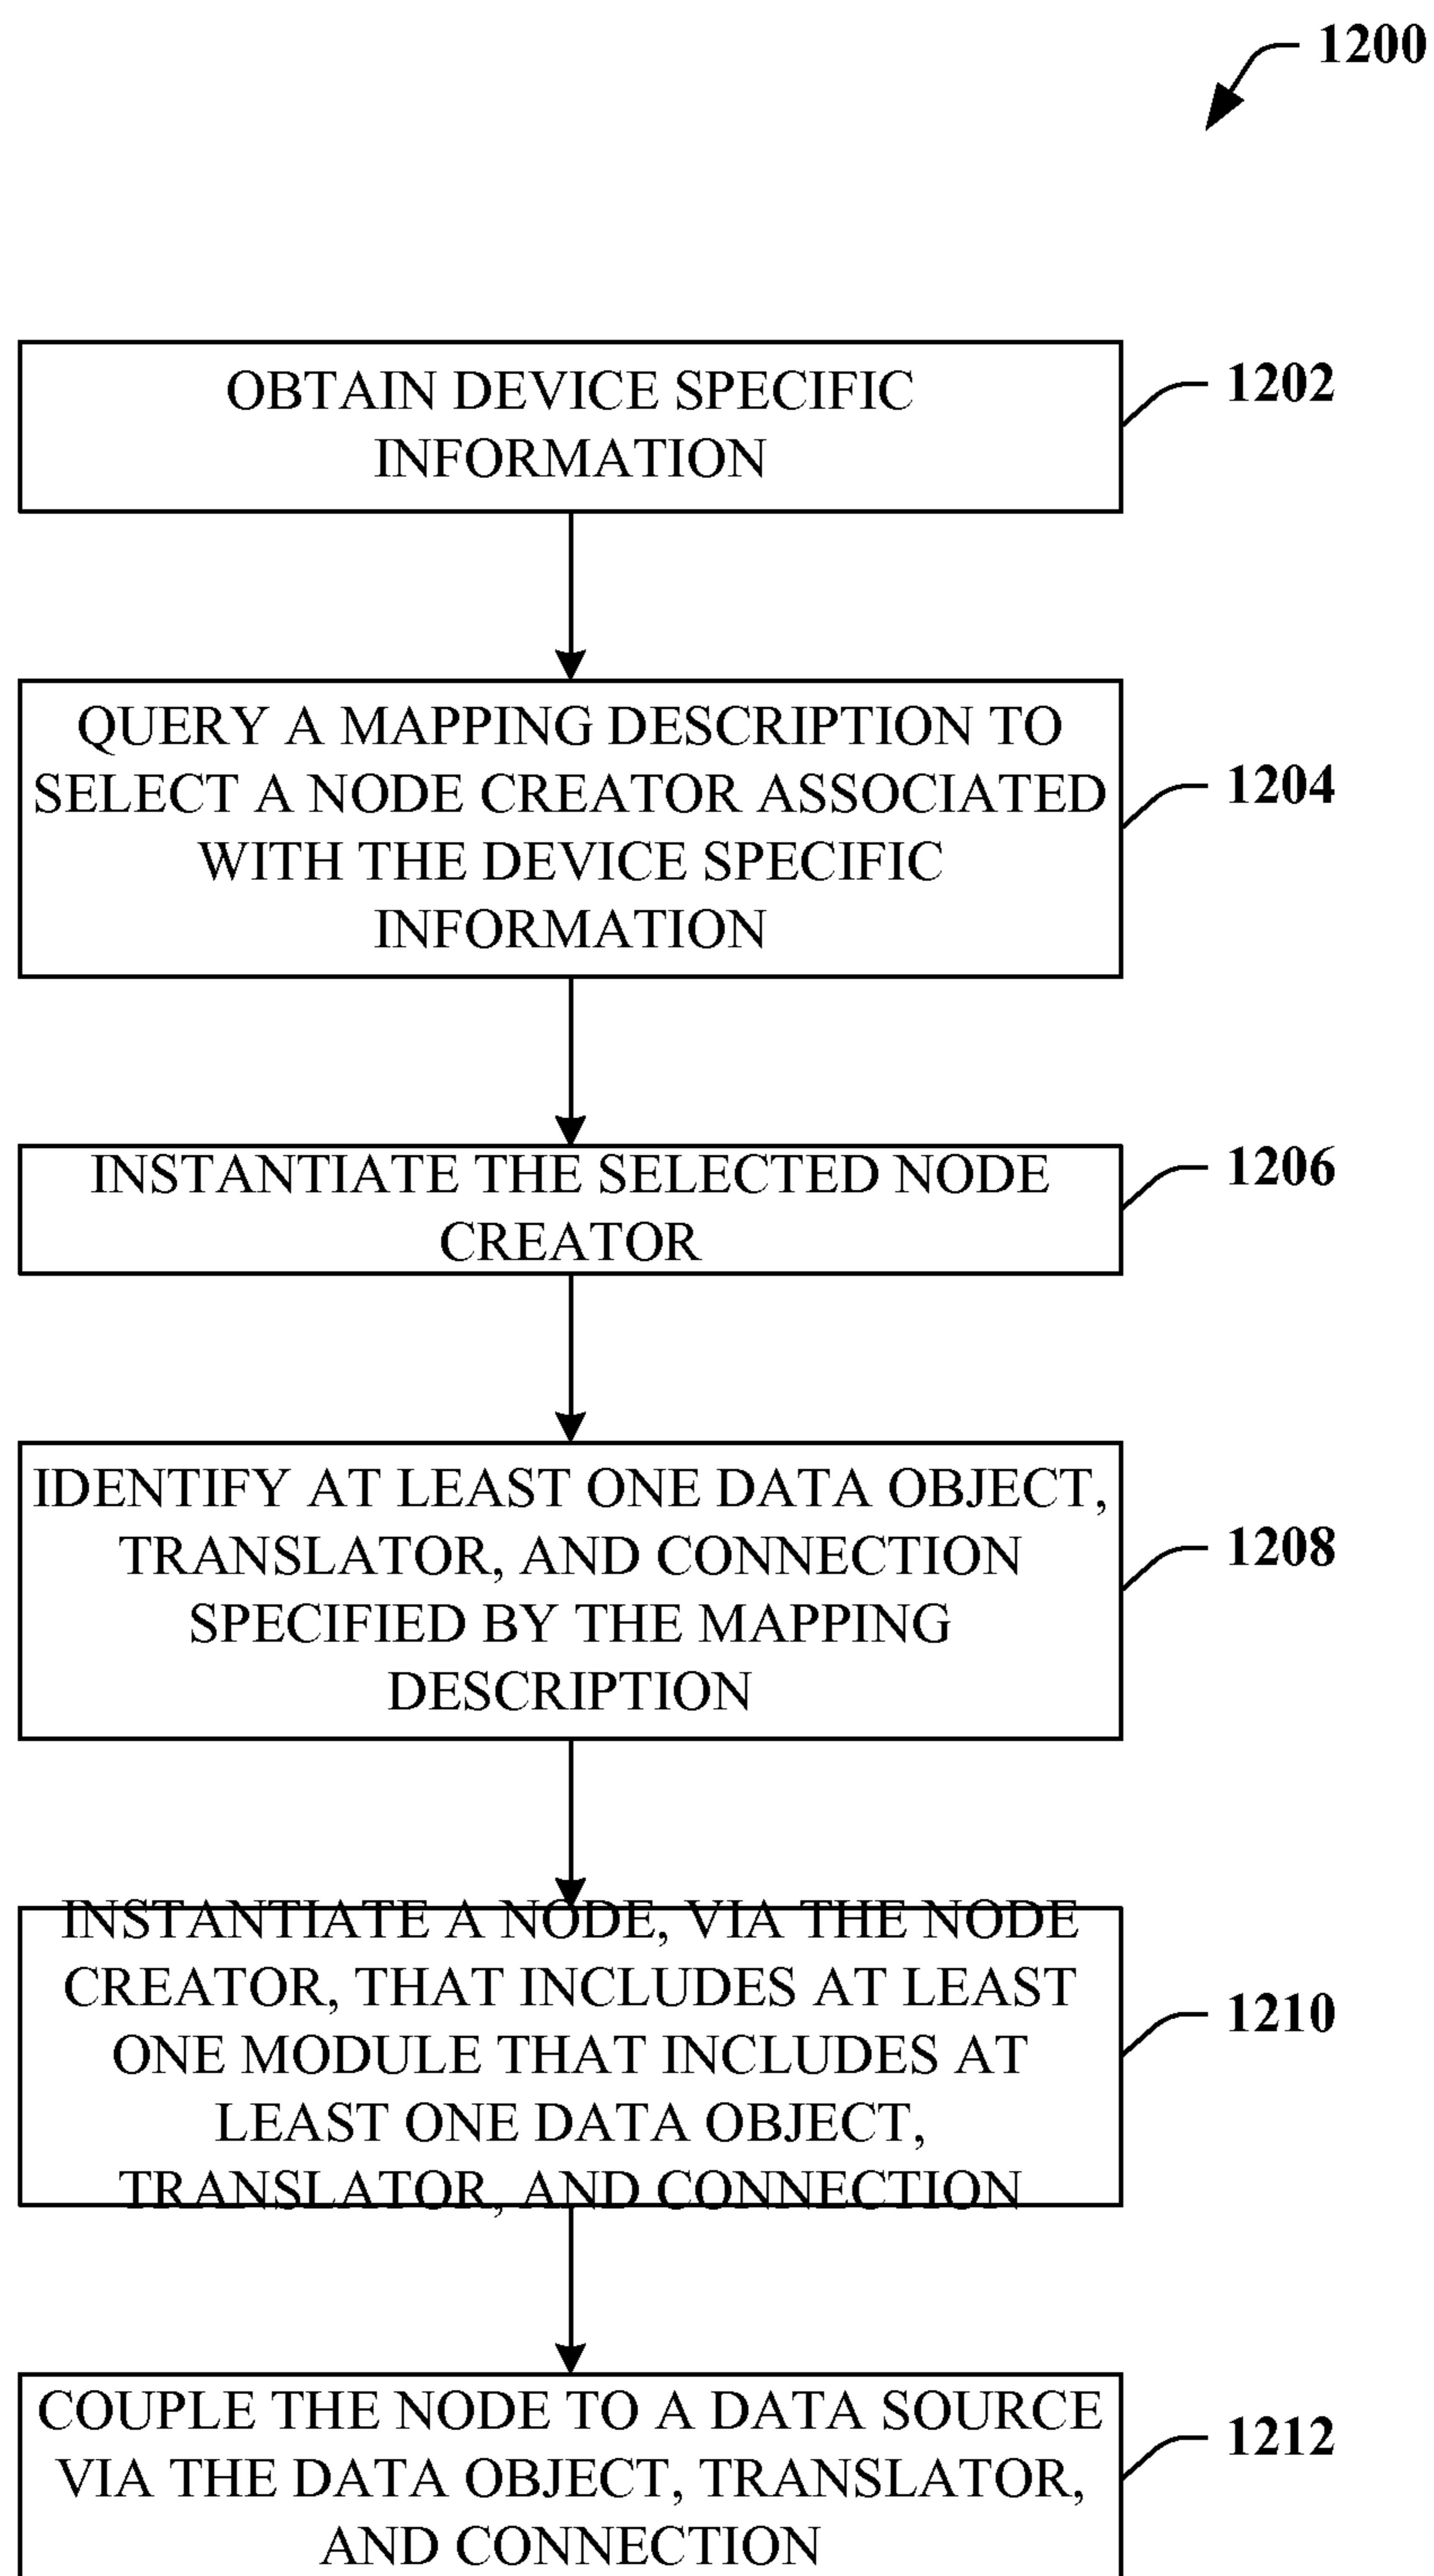 1200
OBTAIN DEVICE SPECIFIC
INFORMATION
1202
QUERY A MAPPING DESCRIPTION TO
SELECT A NODE CREATOR ASSOCIATED
WITH THE DEVICE SPECIFIC
INFORMATION
1204
INSTANTIATE THE SELECTED NODE
CREATOR
1206
IDENTIFY AT LEAST ONE DATA OBJECT,
TRANSLATOR, AND CONNECTION
SPECIFIED BY THE MAPPING
DESCRIPTION
1208
INSTANTIATE A NODE, VIA THE NODE
CREATOR, THAT INCLUDES AT LEAST
ONE MODULE THAT INCLUDES AT
LEAST ONE DATA OBJECT,
TRANSLATOR, AND CONNECTION
1210
COUPLE THE NODE TO A DATA SOURCE
VIA THE DATA OBJECT, TRANSLATOR,
AND CONNECTION
1212